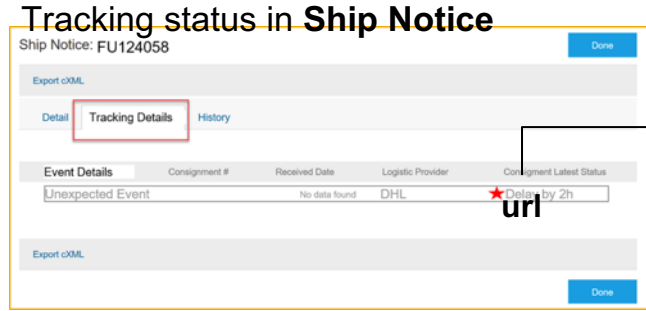 Tracking status in Ship Notice
Ship Notice: FU124058
Done
Export cXML
Detail Tracking Details History
Event Details Consignment # Received Date Logistic Provider Consigment Latest Status
Unexpected Event No data found DHL Delay by 2h
url
Export cXML
Done